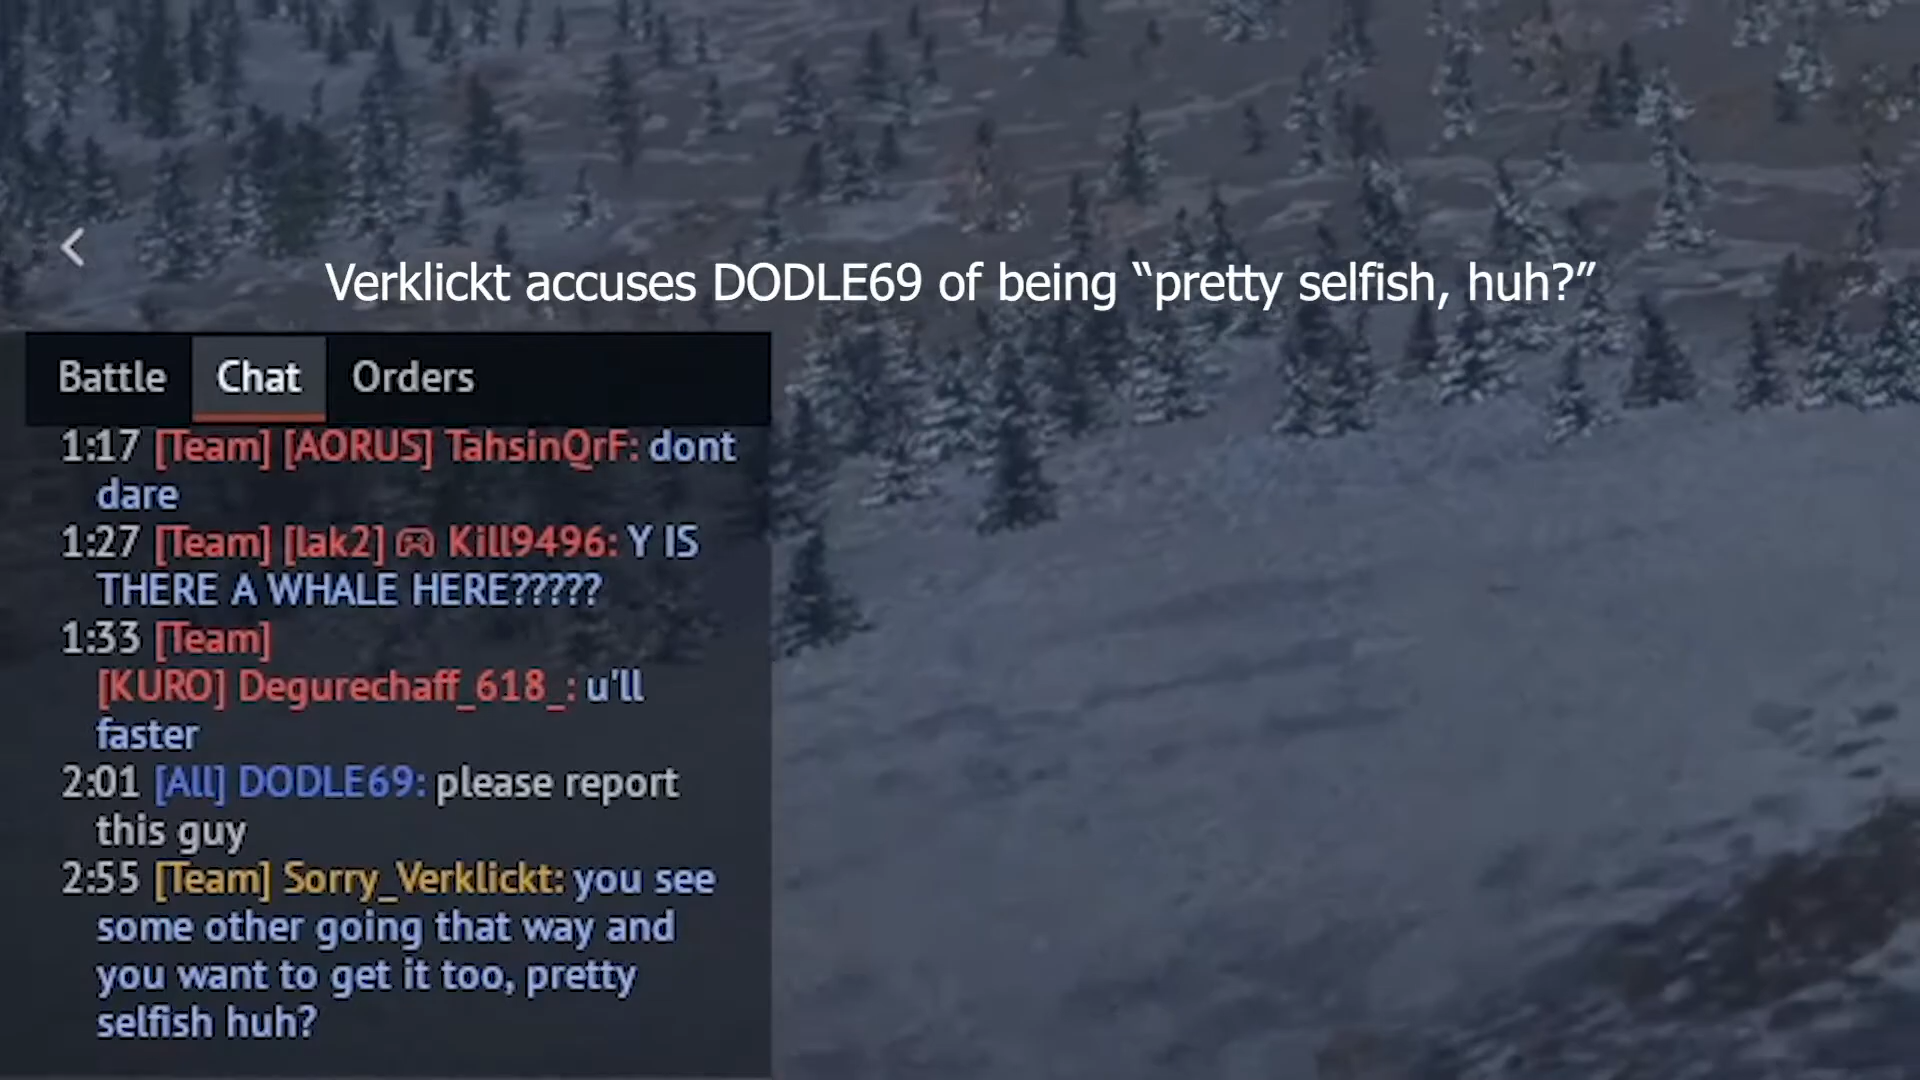 Verklickt accuses DODLE69 of being “pretty selfish, huh?”
Battle Chat Orders
1:17 [Team] [AORUS] TahsinQrF: dont
dare
1:27 [Team] [lak2] Kill9496: Y IS
THERE A WHALE HERE?????
1:33 [Team]
[KURO] Degurechaff_618_: u'll
faster
2:01 [All] DODLE69: please report
this guy
2:55 [Team] Sorry_Verklickt: you see
some other going that way and
you want to get it too, pretty
selfish huh?